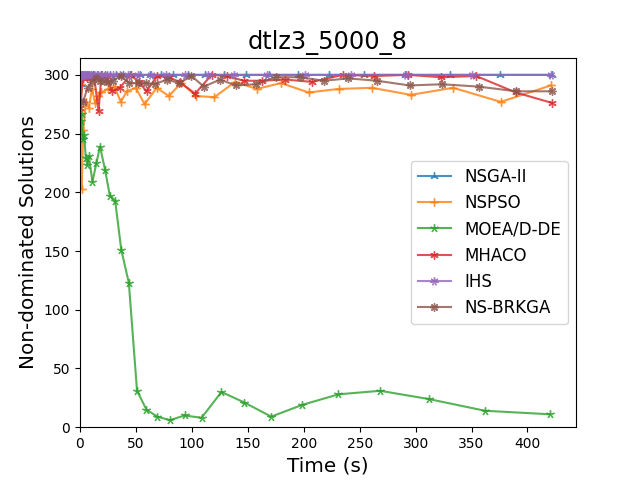 dtlz3_5000_8
Non-dominated Solutions
300
250
200
150
100
50
0
0 50 100 150 200 250 300 350 400
Time (s)
NSGA-II
NSPSO
MOEA/D-DE
MHACO
IHS
NS-BRKGA